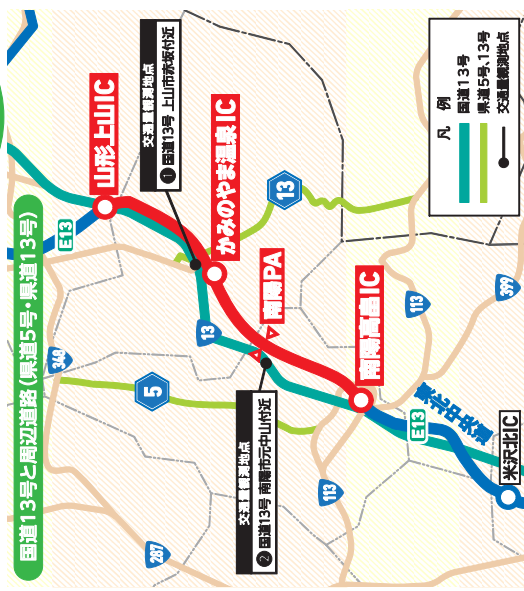 国道13号と周辺道路(県道5号・県道13号)
凡 例
国道13号
県道5号、13号
交通量観測地点
山形上山IC
E13
交通量観測地点
❶国道13号 上山市赤坂付近
かみのやま温泉IC
13
13
348
南陽PA
5
南陽高畠IC
113
399
交通量観測地点
❷国道13号 南陽市元中山付近
E13
東北中央道
米沢北IC
113
287